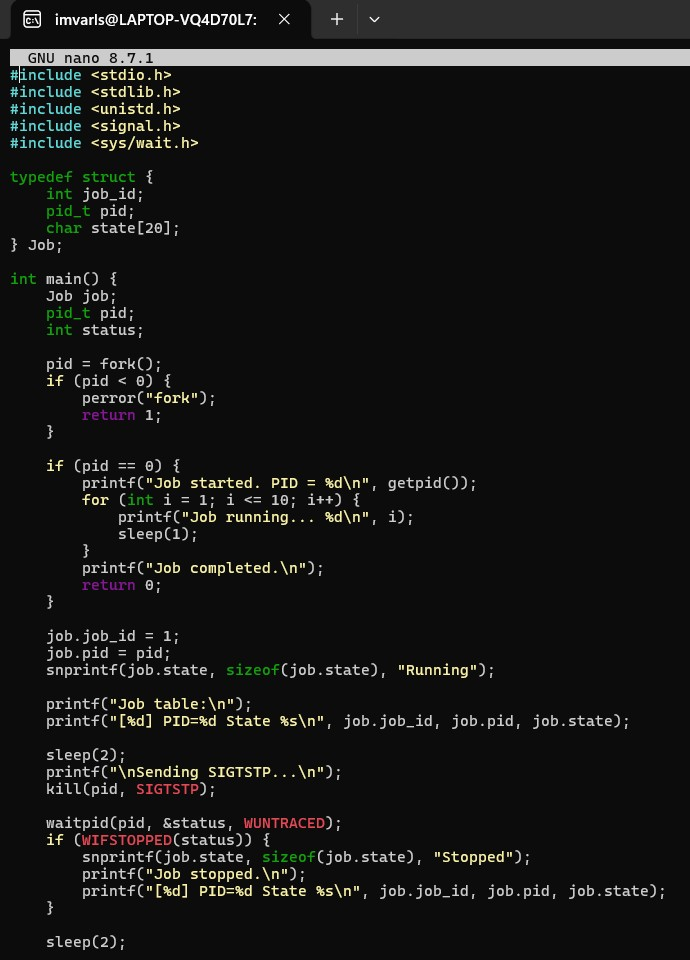 imvarls@LAPTOP-VQ4D70L7:
GNU nano 8.7.1
#include <stdio.h>
#include <stdlib.h>
#include <unistd.h>
#include <signal.h>
#include <sys/wait.h>

typedef struct {
    int job_id;
    pid_t pid;
    char state[20];
} Job;

int main() {
    Job job;
    pid_t pid;
    int status;

    pid = fork();
    if (pid < 0) {
        perror("fork");
        return 1;
    }

    if (pid == 0) {
        printf("Job started. PID = %d\n", getpid());
        for (int i = 1; i <= 10; i++) {
            printf("Job running... %d\n", i);
            sleep(1);
        }
        printf("Job completed.\n");
        return 0;
    }

    job.job_id = 1;
    job.pid = pid;
    snprintf(job.state, sizeof(job.state), "Running");

    printf("Job table:\n");
    printf("[%d] PID=%d State %s\n", job.job_id, job.pid, job.state);

    sleep(2);
    printf("\nSending SIGTSTP...\n");
    kill(pid, SIGTSTP);

    waitpid(pid, &status, WUNTRACED);
    if (WIFSTOPPED(status)) {
        snprintf(job.state, sizeof(job.state), "Stopped");
        printf("Job stopped.\n");
        printf("[%d] PID=%d State %s\n", job.job_id, job.pid, job.state);
    }

    sleep(2);